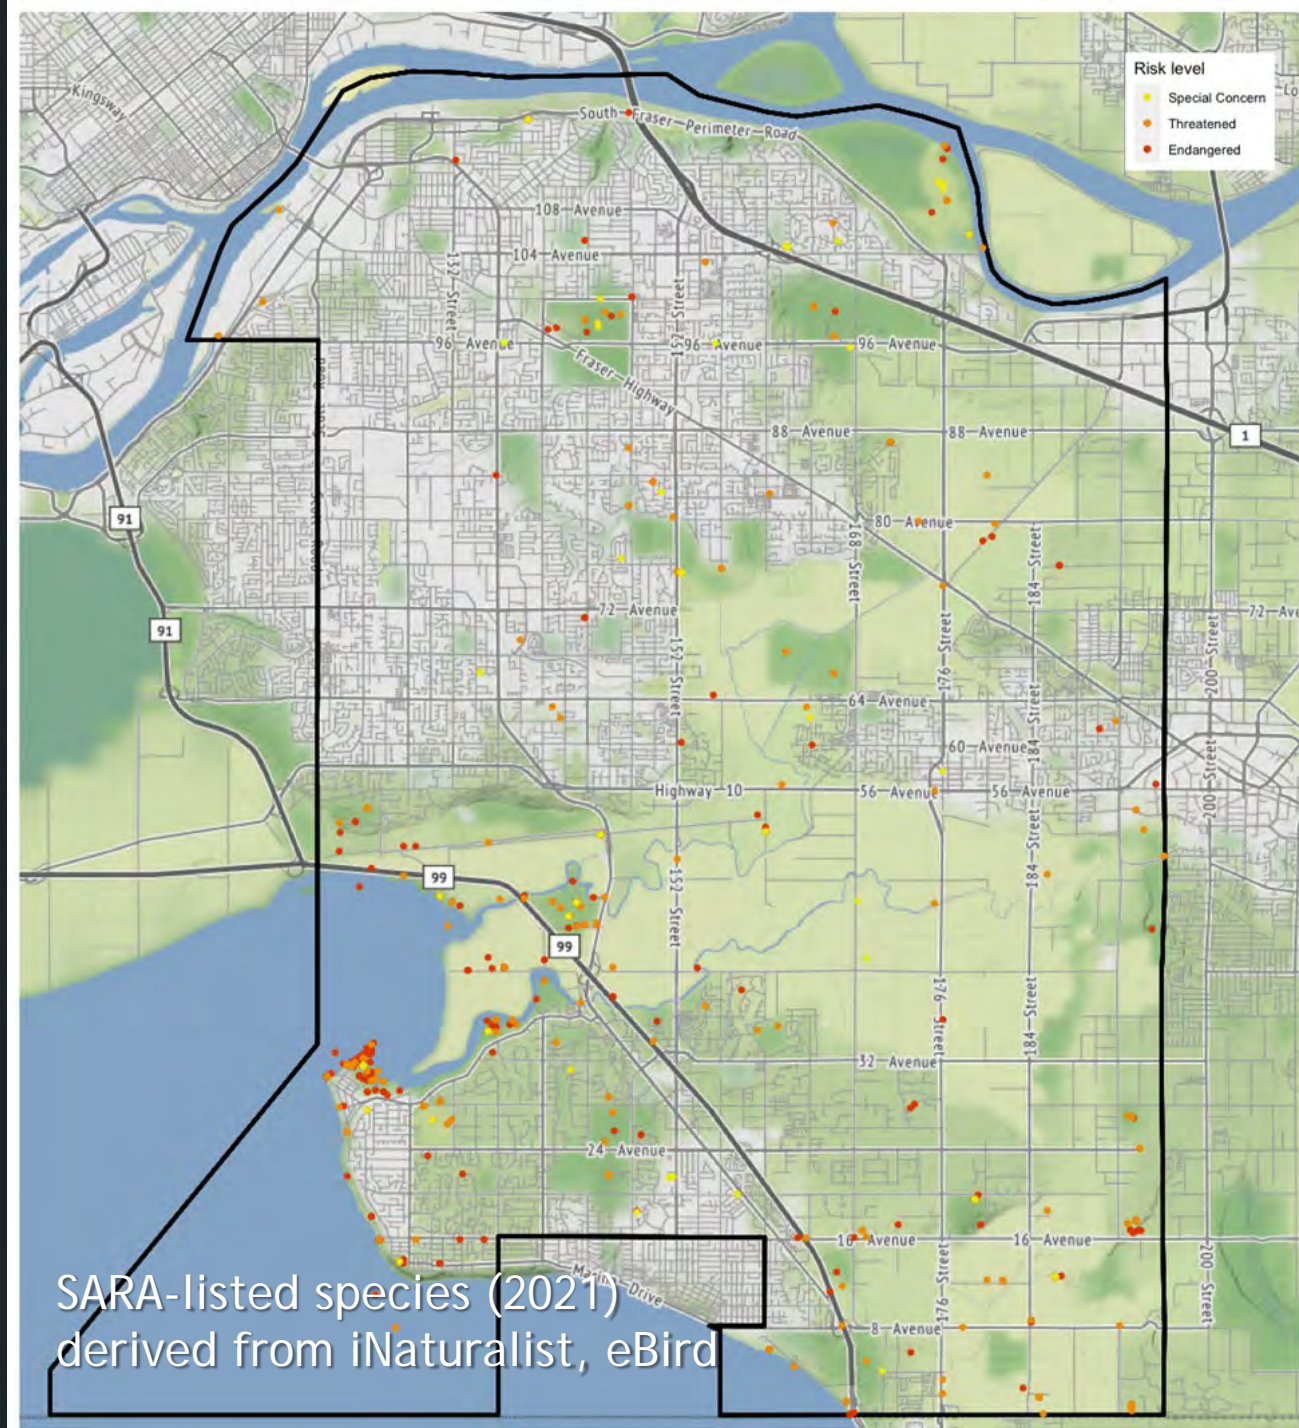 Risk level
Special Concern
Threatened
Endangered
Kingsway
South Fraser Perimeter Road
108 Avenue
104 Avenue
132 Street
152 Street
96 Avenue
96 Avenue
96 Avenue
Fraser Highway
88 Avenue
88 Avenue
1
91
80 Avenue
168 Street
184 Street
91
72 Avenue
72 Ave
152 Street
176 Street
200 Street
64 Avenue
184 Street
60 Avenue
184 Street
Highway 10
56 Avenue
56 Avenue
200 Street
184 Street
99
152 Street
99
176 Street
184 Street
32 Avenue
24 Avenue
16 Avenue
16 Avenue
200 Street
176 Street
Marine Drive
8 Avenue
SARA-listed species (2021)
derived from iNaturalist, eBird